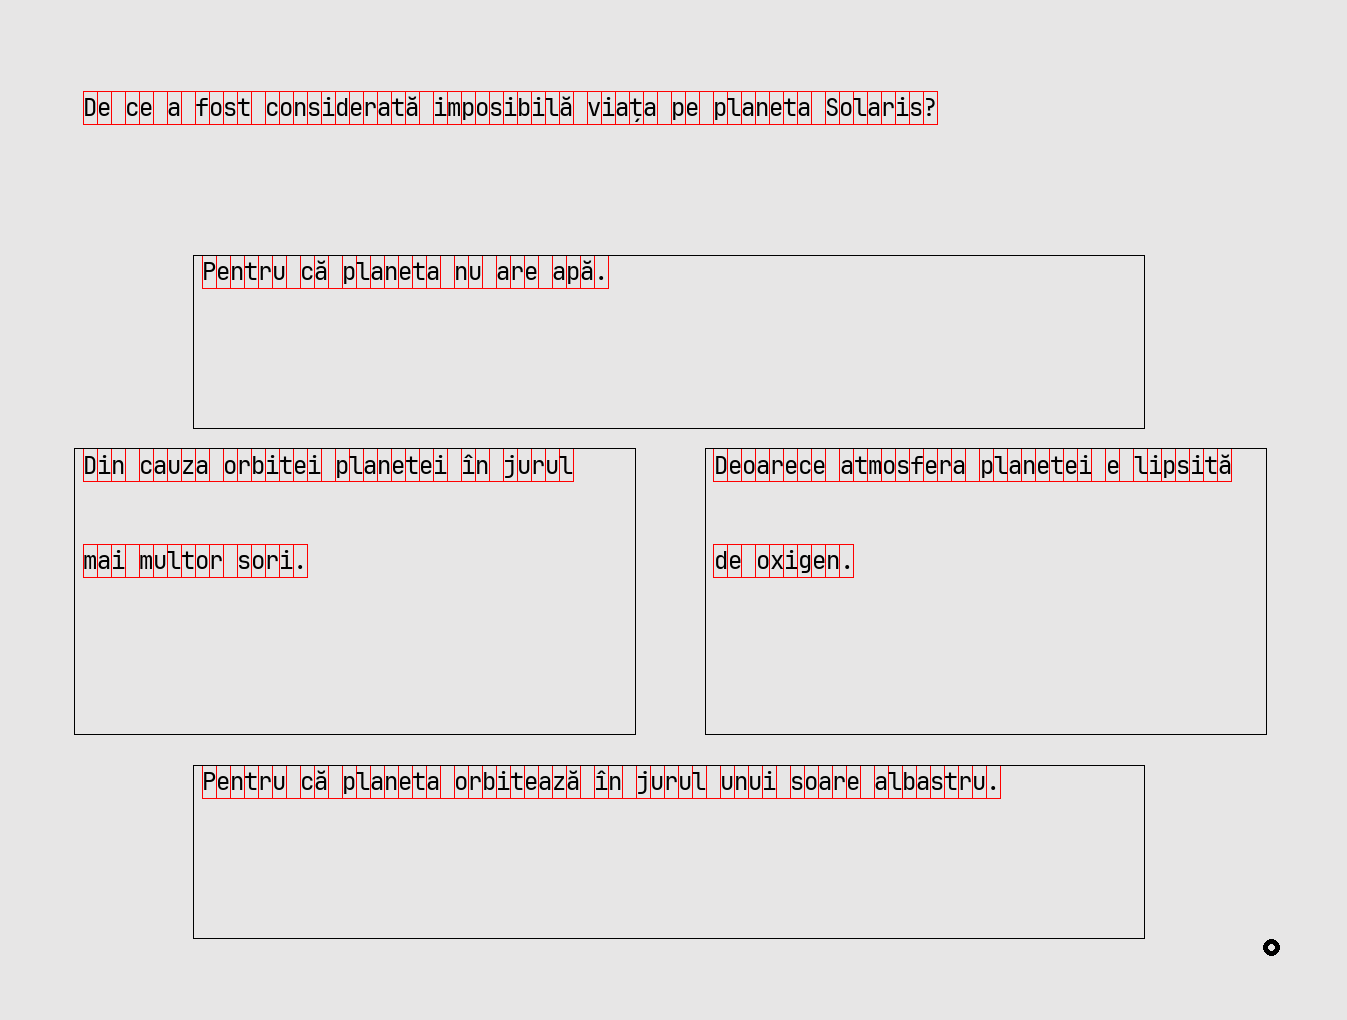 De ce a fost considerată imposibilă viața pe planeta Solaris?
Pentru că planeta nu are apă.
Din cauza orbitei planetei în jurul
mai multor sori.
Deoarece atmosfera planetei e lipsită
de oxigen.
Pentru că planeta orbitează în jurul unui soare albastru.